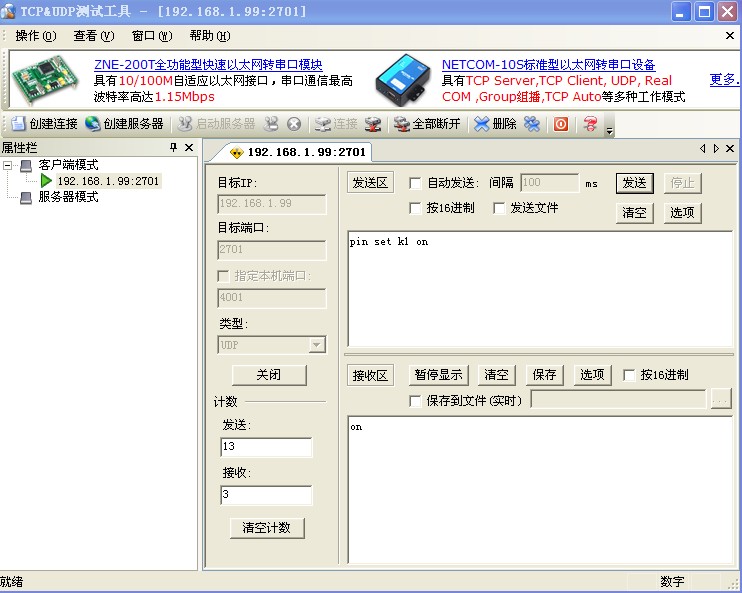 TCP&UDP测试工具 - [192.168.1.99:2701]
操作(O) 查看(V) 窗口(W) 帮助(H)
ZNE-200T全功能型快速以太网转串口模块
具有10/100M自适应以太网接口，串口通信最高
波特率高达1.15Mbps
NETCOM-10S标准型以太网转串口设备
具有TCP Server,TCP Client, UDP, Real
COM ,Group组播,TCP Auto等多种工作模式
更多.
创建连接 创建服务器 启动服务器 连接 全部断开 删除
属性栏
客户端模式
192.168.1.99:2701
服务器模式
192.168.1.99:2701
目标IP:
192.168.1.99
目标端口:
2701
指定本机端口:
4001
类型:
UDP
关闭
计数
发送:
13
接收:
3
清空计数
发送区 自动发送: 间隔 100 ms 发送 停止
按16进制 发送文件 清空 选项
pin set k1 on
接收区 暂停显示 清空 保存 选项 按16进制
保存到文件(实时) ...
on
就绪
数字